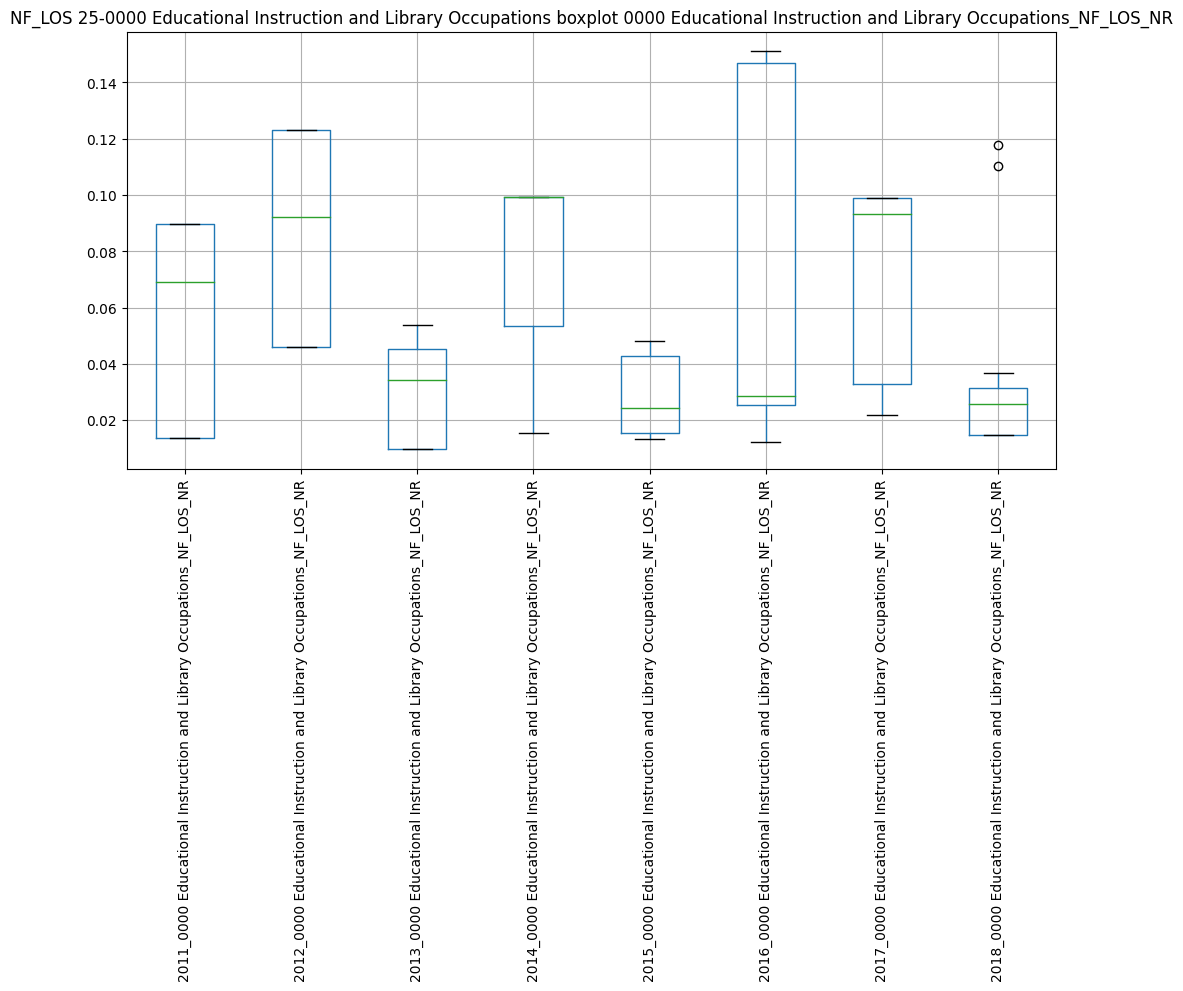 NF_LOS 25-0000 Educational Instruction and Library Occupations boxplot 0000 Educational Instruction and Library Occupations_NF_LOS_NR
0.14
0.12
0.10
0.08
0.06
0.04
0.02
2011_0000 Educational Instruction and Library Occupations_NF_LOS_NR
2012_0000 Educational Instruction and Library Occupations_NF_LOS_NR
2013_0000 Educational Instruction and Library Occupations_NF_LOS_NR
2014_0000 Educational Instruction and Library Occupations_NF_LOS_NR
2015_0000 Educational Instruction and Library Occupations_NF_LOS_NR
2016_0000 Educational Instruction and Library Occupations_NF_LOS_NR
2017_0000 Educational Instruction and Library Occupations_NF_LOS_NR
2018_0000 Educational Instruction and Library Occupations_NF_LOS_NR